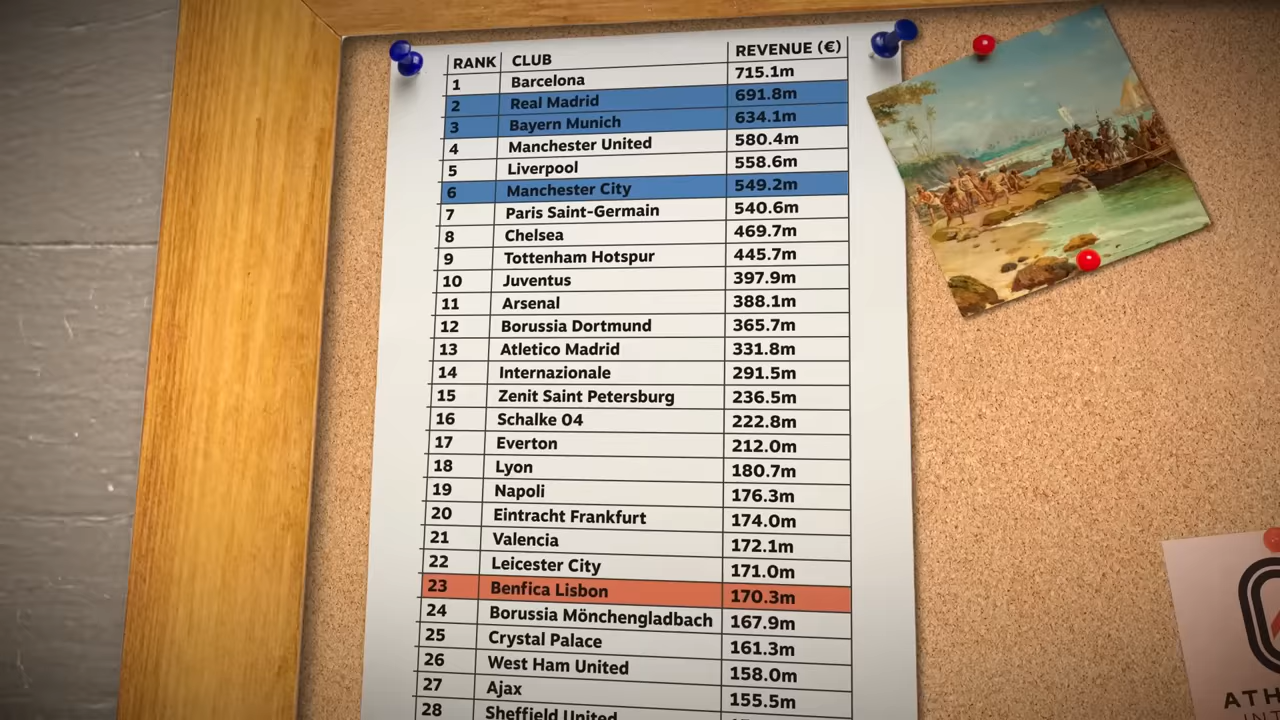 RANK CLUB REVENUE (€)
1 Barcelona 715.1m
2 Real Madrid 691.8m
3 Bayern Munich 634.1m
4 Manchester United 580.4m
5 Liverpool 558.6m
6 Manchester City 549.2m
7 Paris Saint-Germain 540.6m
8 Chelsea 469.7m
9 Tottenham Hotspur 445.7m
10 Juventus 397.9m
11 Arsenal 388.1m
12 Borussia Dortmund 365.7m
13 Atletico Madrid 331.8m
14 Internazionale 291.5m
15 Zenit Saint Petersburg 236.5m
16 Schalke 04 222.8m
17 Everton 212.0m
18 Lyon 180.7m
19 Napoli 176.3m
20 Eintracht Frankfurt 174.0m
21 Valencia 172.1m
22 Leicester City 171.0m
23 Benfica Lisbon 170.3m
24 Borussia Mönchengladbach 167.9m
25 Crystal Palace 161.3m
26 West Ham United 158.0m
27 Ajax 155.5m
28 Sheffield United
ATH